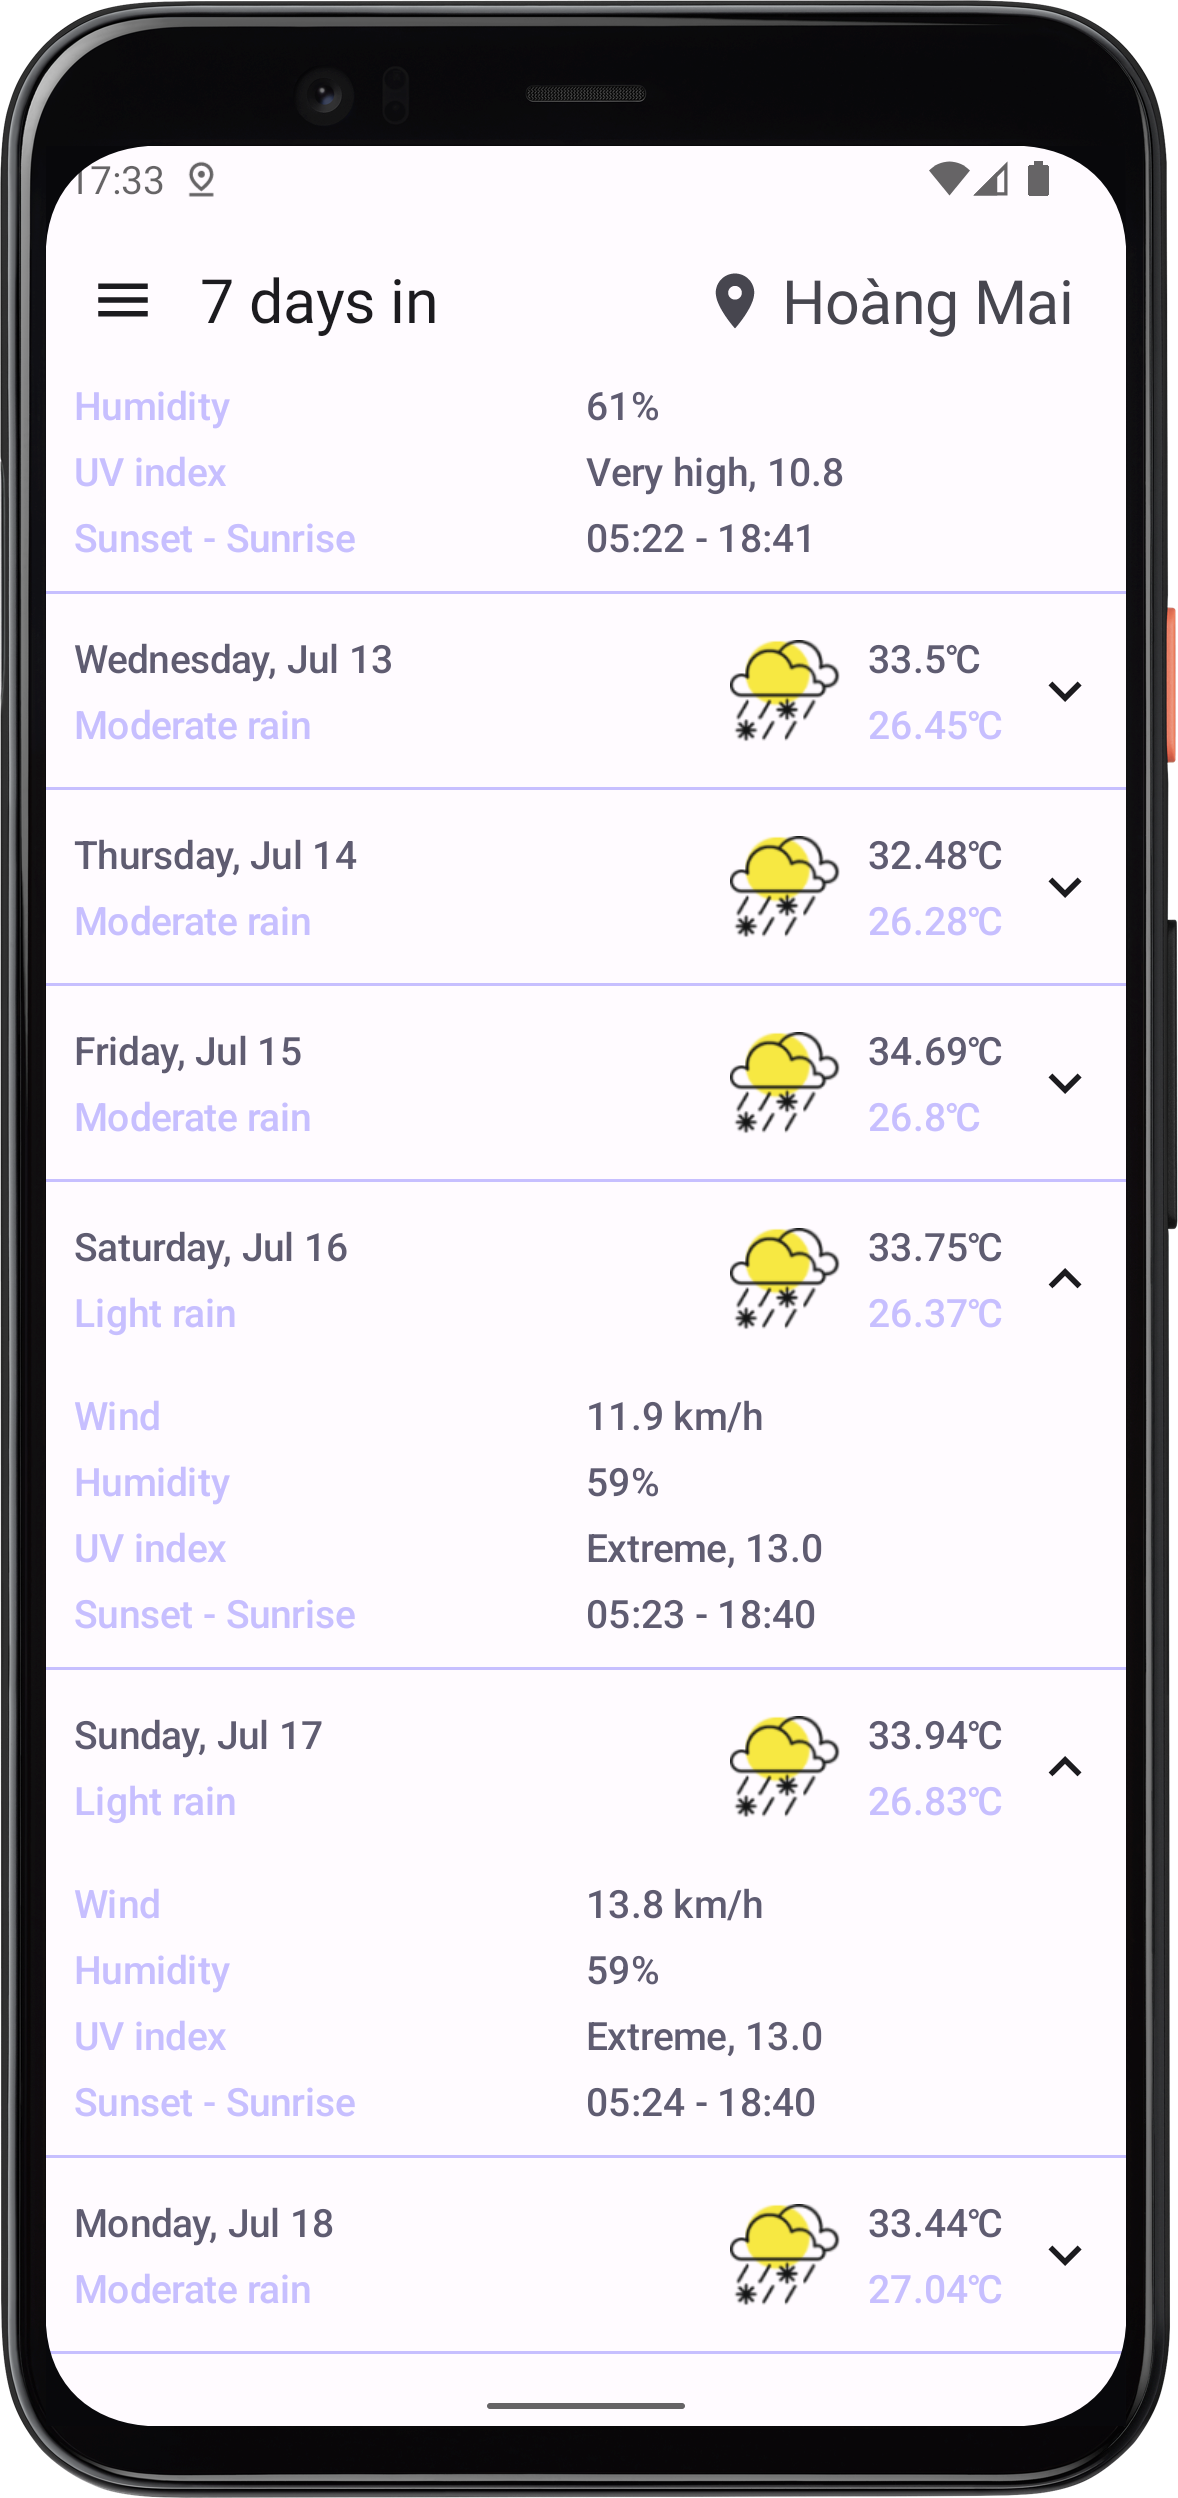 17:33
7 days in Hoàng Mai
Humidity 61%
UV index Very high, 10.8
Sunset - Sunrise 05:22 - 18:41
Wednesday, Jul 13 33.5°C
Moderate rain 26.45°C
Thursday, Jul 14 32.48°C
Moderate rain 26.28°C
Friday, Jul 15 34.69°C
Moderate rain 26.8°C
Saturday, Jul 16 33.75°C
Light rain 26.37°C
Wind 11.9 km/h
Humidity 59%
UV index Extreme, 13.0
Sunset - Sunrise 05:23 - 18:40
Sunday, Jul 17 33.94°C
Light rain 26.83°C
Wind 13.8 km/h
Humidity 59%
UV index Extreme, 13.0
Sunset - Sunrise 05:24 - 18:40
Monday, Jul 18 33.44°C
Moderate rain 27.04°C